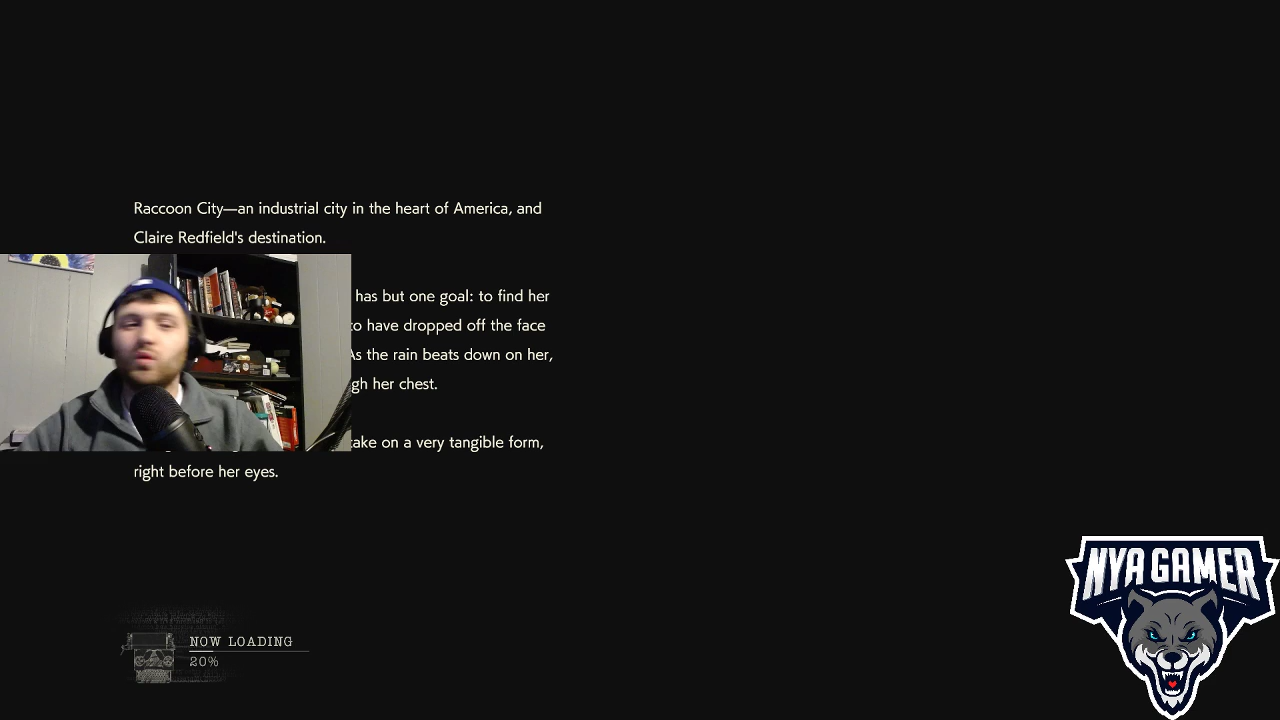 Raccoon City—an industrial city in the heart of America, and
Claire Redfield's destination.
has but one goal: to find her
to have dropped off the face
As the rain beats down on her,
gh her chest.
take on a very tangible form,
right before her eyes.
NOW LOADING
20%
NYA GAMER